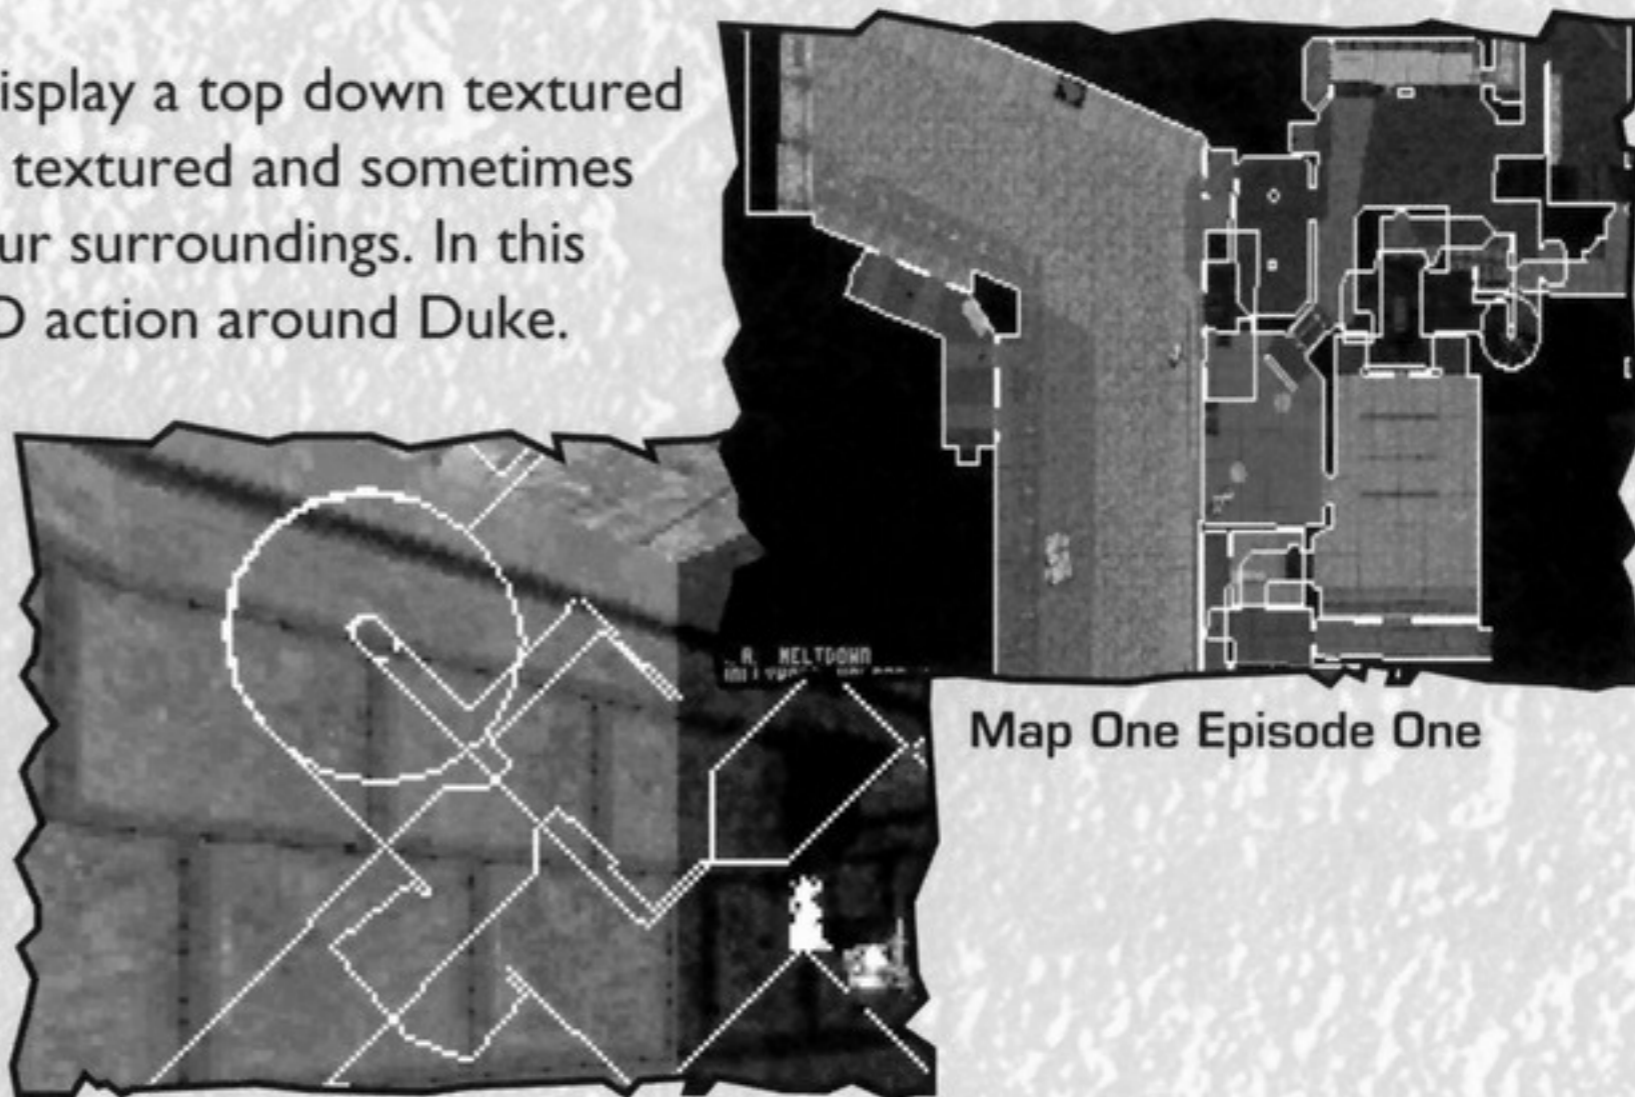 isplay a top down textured
textured and sometimes
ur surroundings. In this
D action around Duke.
MELTDOWN
Map One Episode One